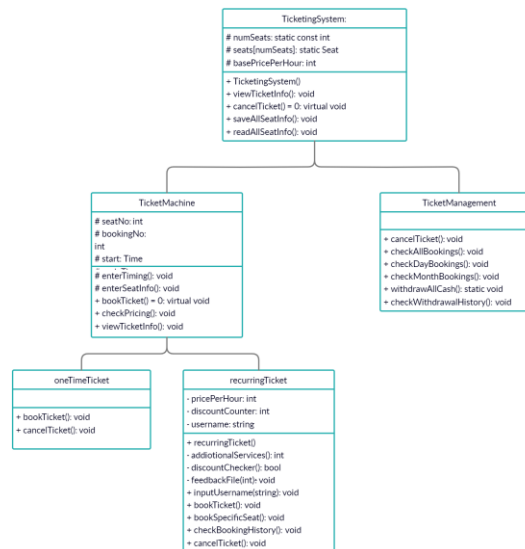 TicketingSystem:
# numSeats: static const int
# seats[numSeats]: static Seat
# basePricePerHour: int
+ TicketingSystem()
+ viewTicketInfo(): void
+ cancelTicket() = 0: virtual void
+ saveAllSeatInfo(): void
+ readAllSeatInfo(): void
TicketMachine
# seatNo: int
# bookingNo:
int
# start: Time
# enterTiming(): void
# enterSeatInfo(): void
+ bookTicket() = 0: virtual void
+ checkPricing(): void
+ viewTicketInfo(): void
TicketManagement
+ cancelTicket(): void
+ checkAllBookings(): void
+ checkDayBookings(): void
+ checkMonthBookings(): void
+ withdrawAllCash(): static void
+ checkWithdrawalHistory(): void
oneTimeTicket
+ bookTicket(): void
+ cancelTicket(): void
recurringTicket
- pricePerHour: int
- discountCounter: int
- username: string
+ recurringTicket()
- addiotionalServices(): int
- discountChecker(): bool
- feedbackFile(int): void
+ inputUsername(string): void
+ bookTicket(): void
+ bookSpecificSeat(): void
+ checkBookingHistory(): void
+ cancelTicket(): void